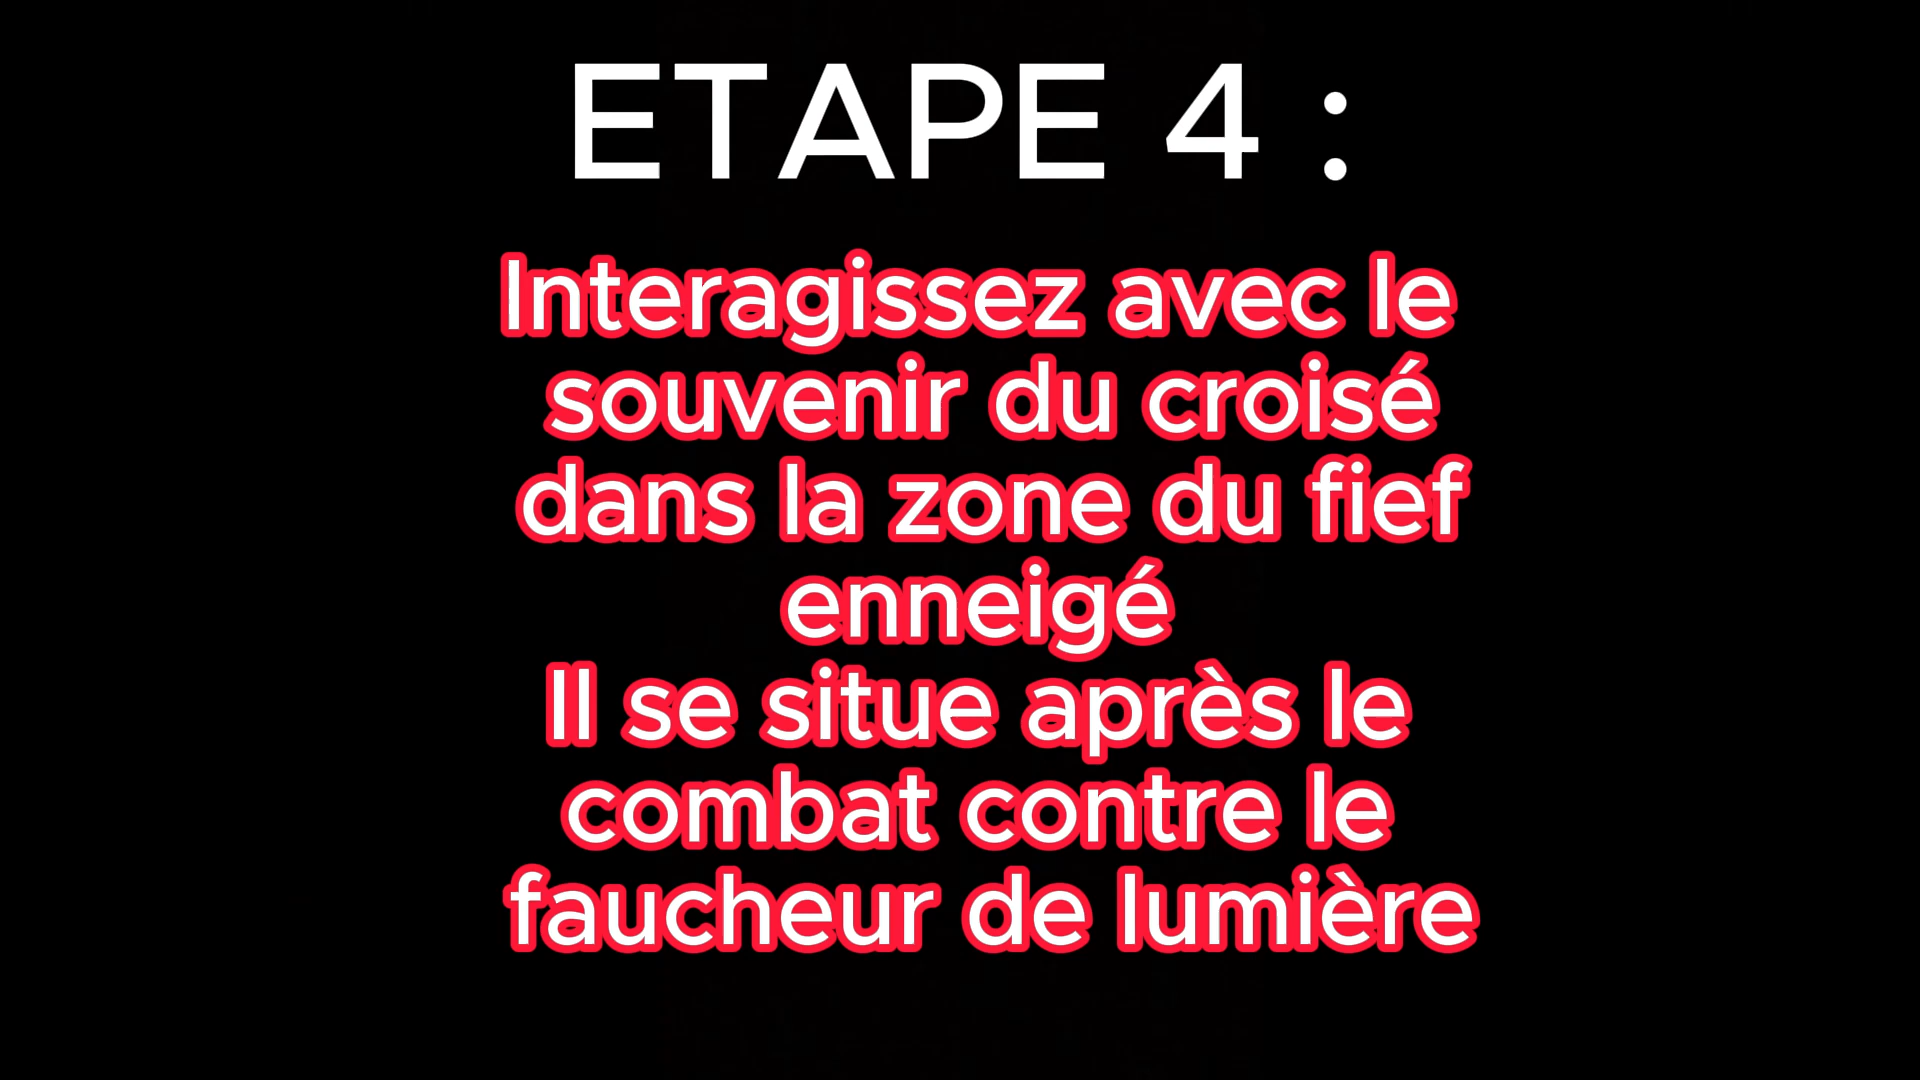 ETAPE 4 :
Interagissez avec le
souvenir du croisé
dans la zone du fief
enneigé
Il se situe après le
combat contre le
faucheur de lumière